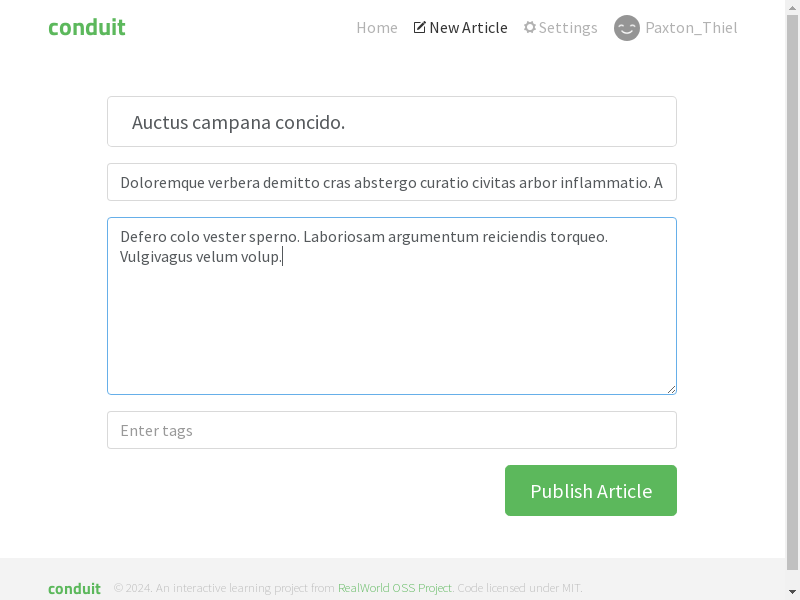 conduit
Home
New Article
Settings
Paxton_Thiel
Auctus campana concido.
Doloremque verbera demitto cras abstergo curatio civitas arbor inflammatio. A
Defero colo vester sperno. Laboriosam argumentum reiciendis torqueo.
Vulgivagus velum volup.
Enter tags
Publish Article
conduit
© 2024. An interactive learning project from RealWorld OSS Project. Code licensed under MIT.